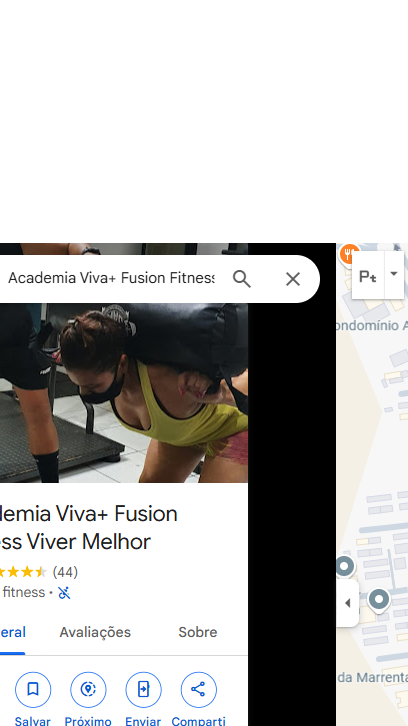 Academia Viva+ Fusion Fitness
Pt
ondomínio A
demia Viva+ Fusion
ess Viver Melhor
(44)
fitness •
eral
Avaliações
Sobre
Salvar
Próximo
Enviar
Comparti
da Marrenta